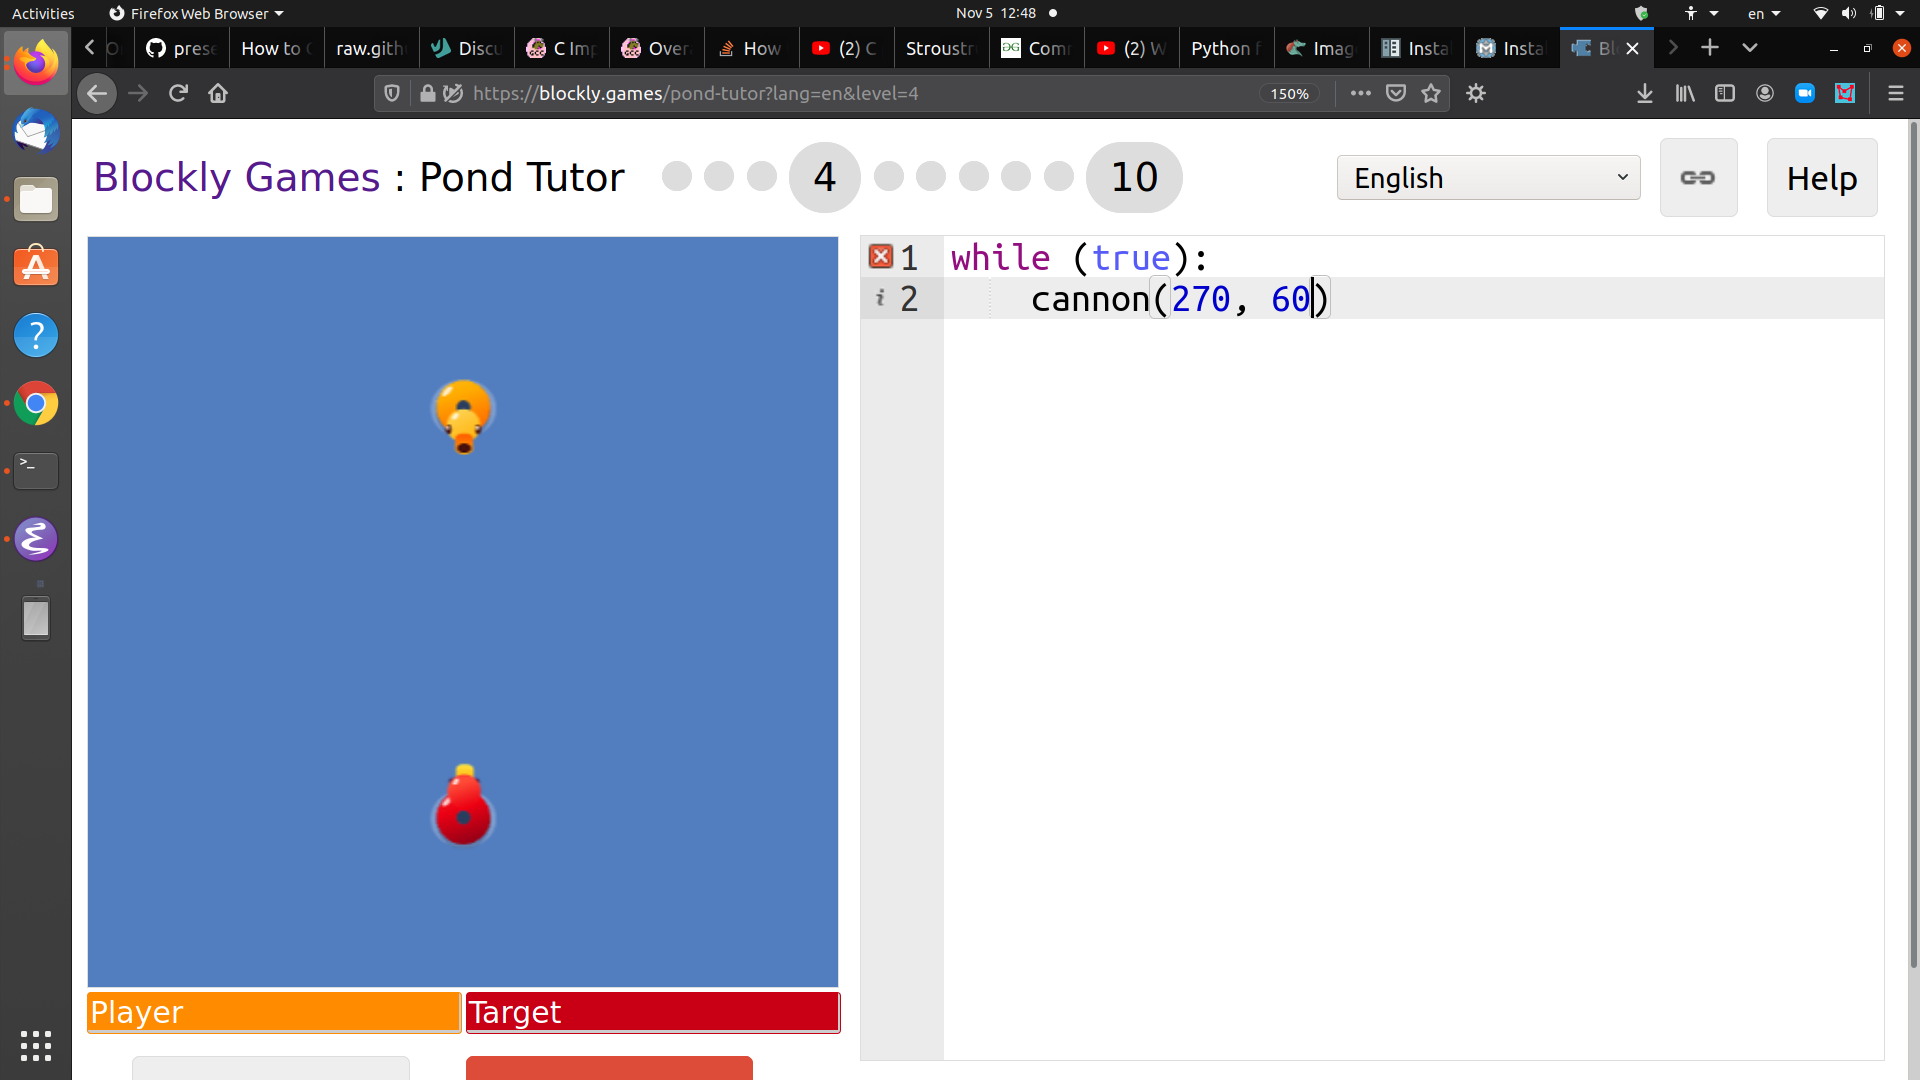 Activities Firefox Web Browser Nov 5 12:48 en
prese How to raw.gith Discu C Imp Over How (2) C Stroustr Com (2) W Python f Imag Insta Insta Bl
https://blockly.games/pond-tutor?lang=en&level=4 150%
Blockly Games : Pond Tutor 4 10 English Help
1 while (true):
2 cannon(270, 60)
Player Target